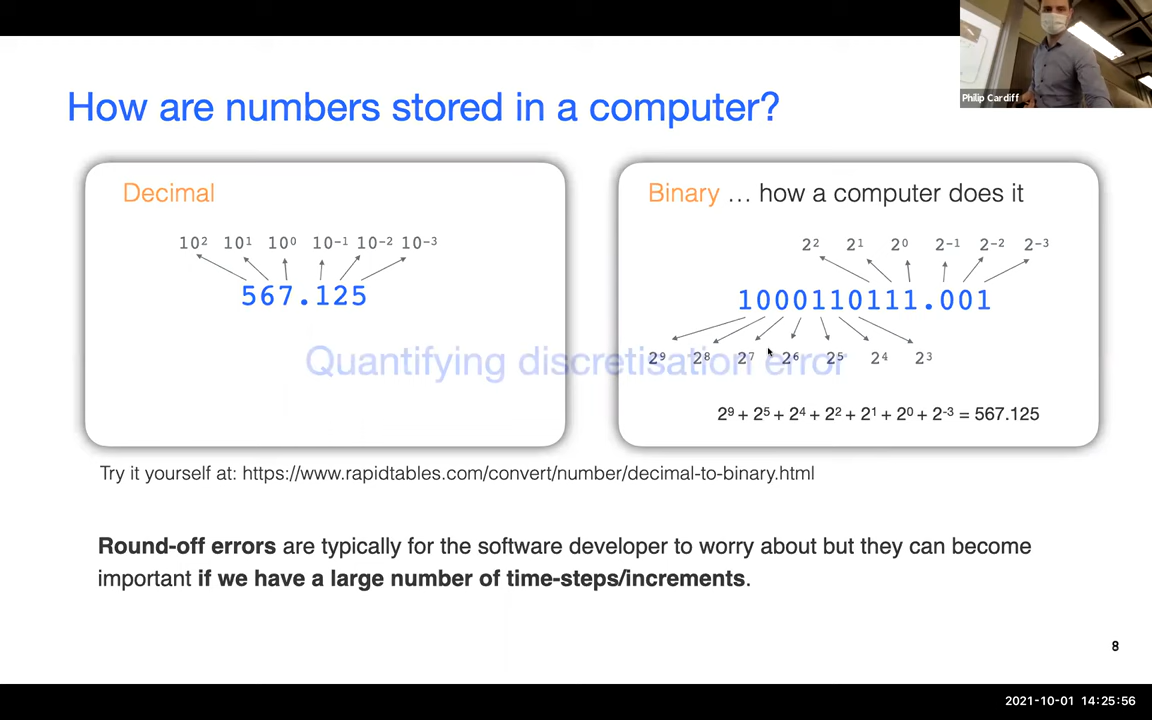 Philip Cardiff
How are numbers stored in a computer?
Decimal
10² 10¹ 10⁰ 10⁻¹ 10⁻² 10⁻³
567.125
Binary … how a computer does it
2² 2¹ 2⁰ 2⁻¹ 2⁻² 2⁻³
1000110111.001
2⁹ 2⁸ 2⁷ 2⁶ 2⁵ 2⁴ 2³
2⁹ + 2⁵ + 2⁴ + 2² + 2¹ + 2⁰ + 2⁻³ = 567.125
Quantifying discretisation error
Try it yourself at: https://www.rapidtables.com/convert/number/decimal-to-binary.html
Round-off errors are typically for the software developer to worry about but they can become
important if we have a large number of time-steps/increments.
8
2021-10-01 14:25:56